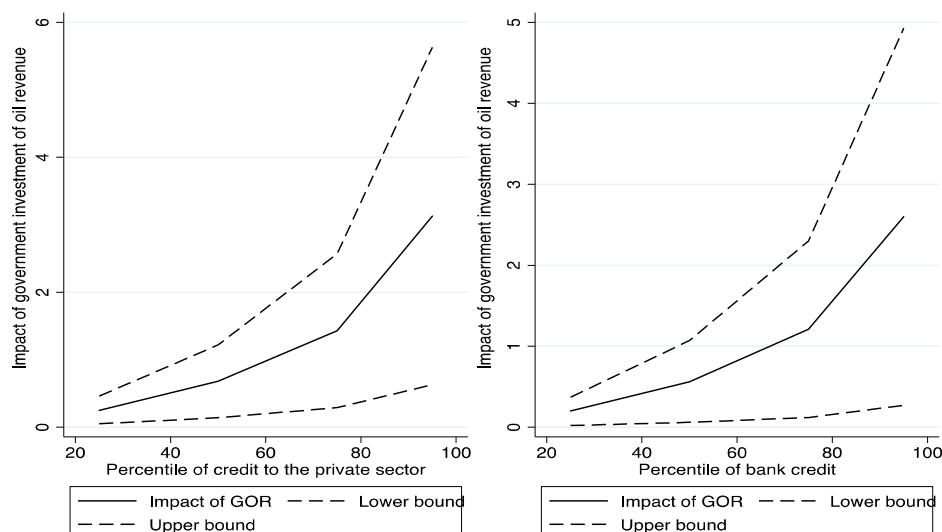 Impact of government investment of oil revenue
6
4
2
0
20 40 60 80 100
Percentile of credit to the private sector
Impact of GOR Lower bound
Upper bound
Impact of government investment of oil revenue
5
4
3
2
1
0
20 40 60 80 100
Percentile of bank credit
Impact of GOR Lower bound
Upper bound